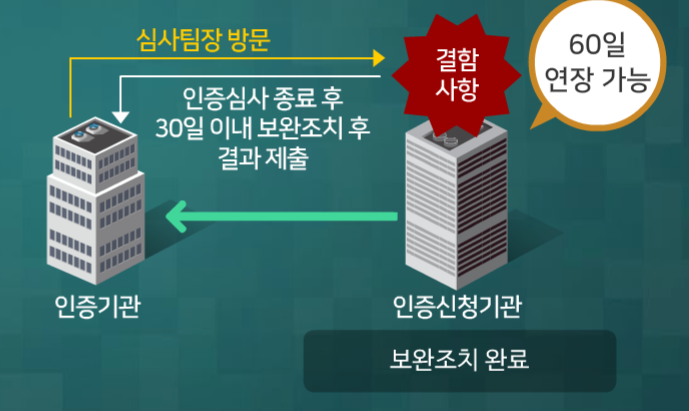 심사팀장 방문
결함
사항
60일
연장 가능
인증심사 종료 후
30일 이내 보완조치 후
결과 제출
인증기관
인증신청기관
보완조치 완료